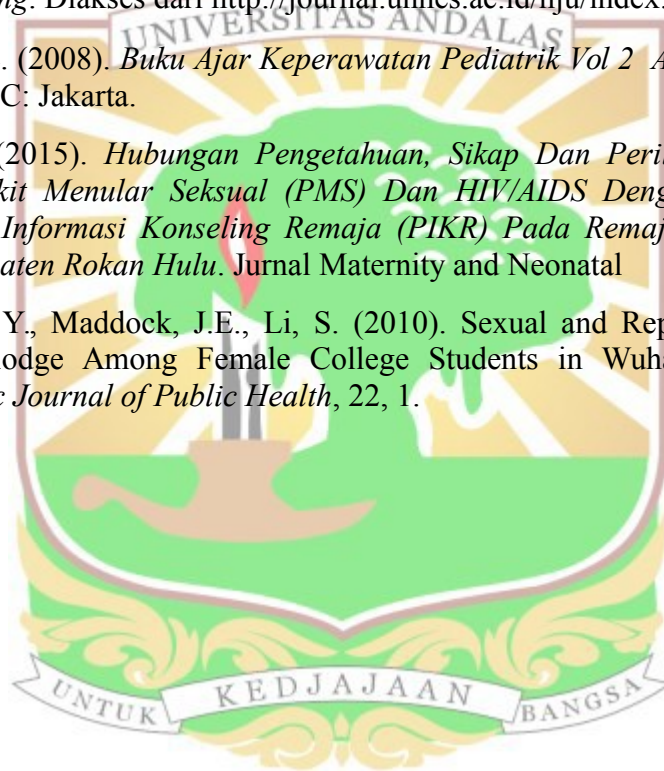 ng. Diakses dari http://journal.unnes.ac.id/nju/index.
UNIVERSITAS ANDALAS
. (2008). Buku Ajar Keperawatan Pediatrik Vol 2 A
C: Jakarta.
(2015). Hubungan Pengetahuan, Sikap Dan Peril
kit Menular Seksual (PMS) Dan HIV/AIDS Deng
Informasi Konseling Remaja (PIKR) Pada Remaj
aten Rokan Hulu. Jurnal Maternity and Neonatal
Y., Maddock, J.E., Li, S. (2010). Sexual and Rep
lodge Among Female College Students in Wuha
c Journal of Public Health, 22, 1.
UNTUK KEDJAJAAN BANGSA